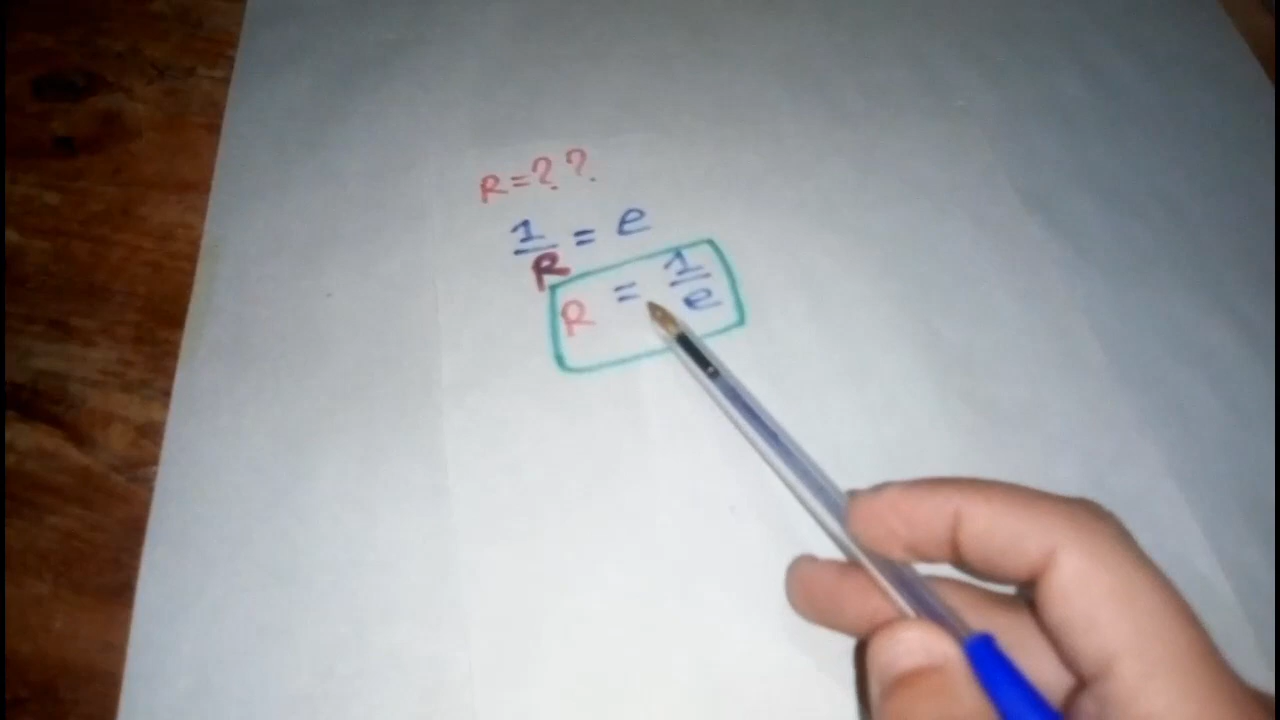 R = ??
1/R = e
R = 1/e